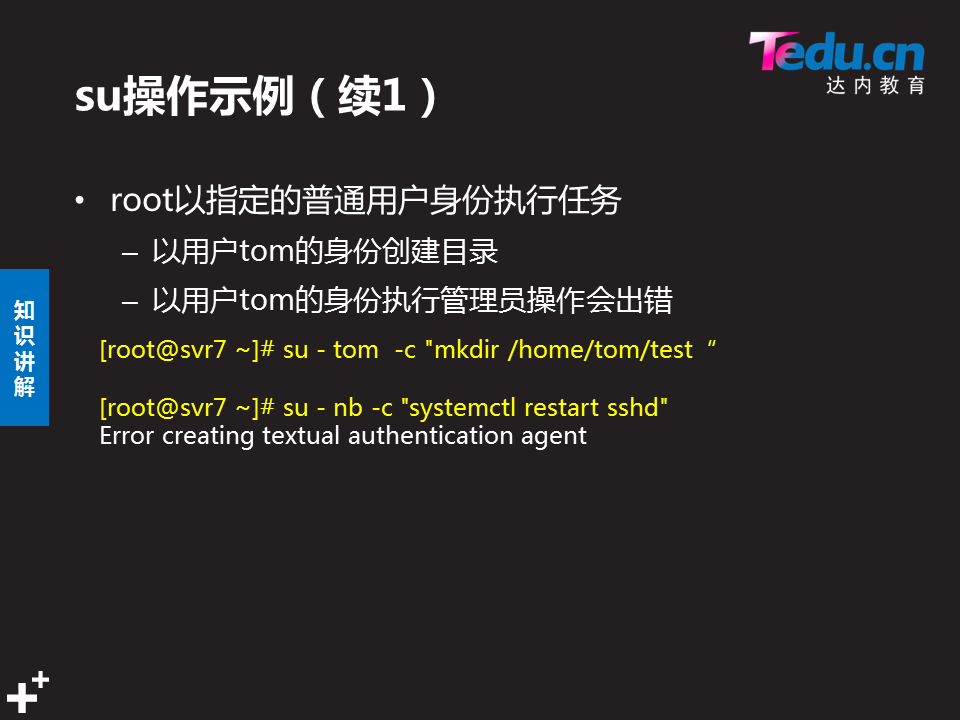 Tedu.cn
达内教育
su操作示例（续1）
• root以指定的普通用户身份执行任务
– 以用户tom的身份创建目录
– 以用户tom的身份执行管理员操作会出错
知识讲解
[root@svr7 ~]# su - tom  -c "mkdir /home/tom/test “
[root@svr7 ~]# su - nb -c "systemctl restart sshd"
Error creating textual authentication agent